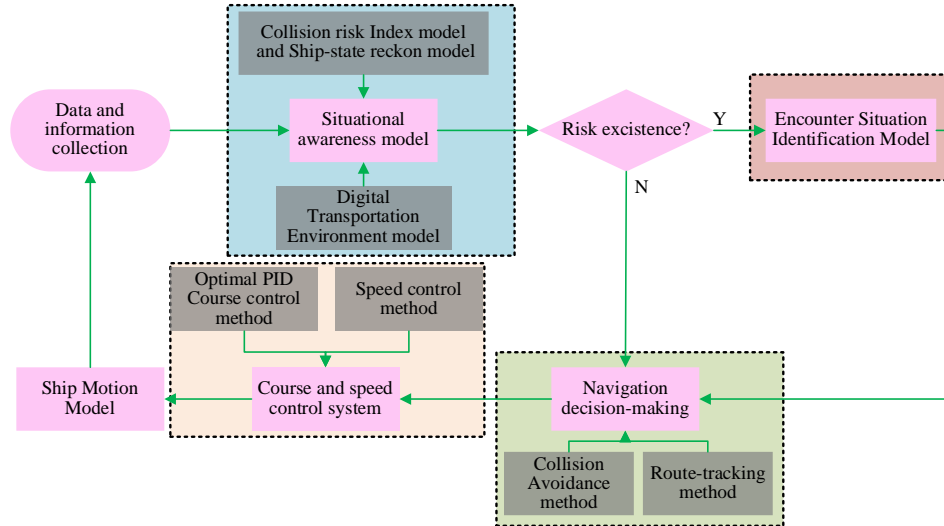 Collision risk Index model
and Ship-state reckon model
Data and
information
collection
Situational
awareness model
Risk excistence?
Y
Encounter Situation
Identification Model
N
Digital
Transportation
Environment model
Optimal PID
Course control
method
Speed control
method
Ship Motion
Model
Course and speed
control system
Navigation
decision-making
Collision
Avoidance
method
Route-tracking
method